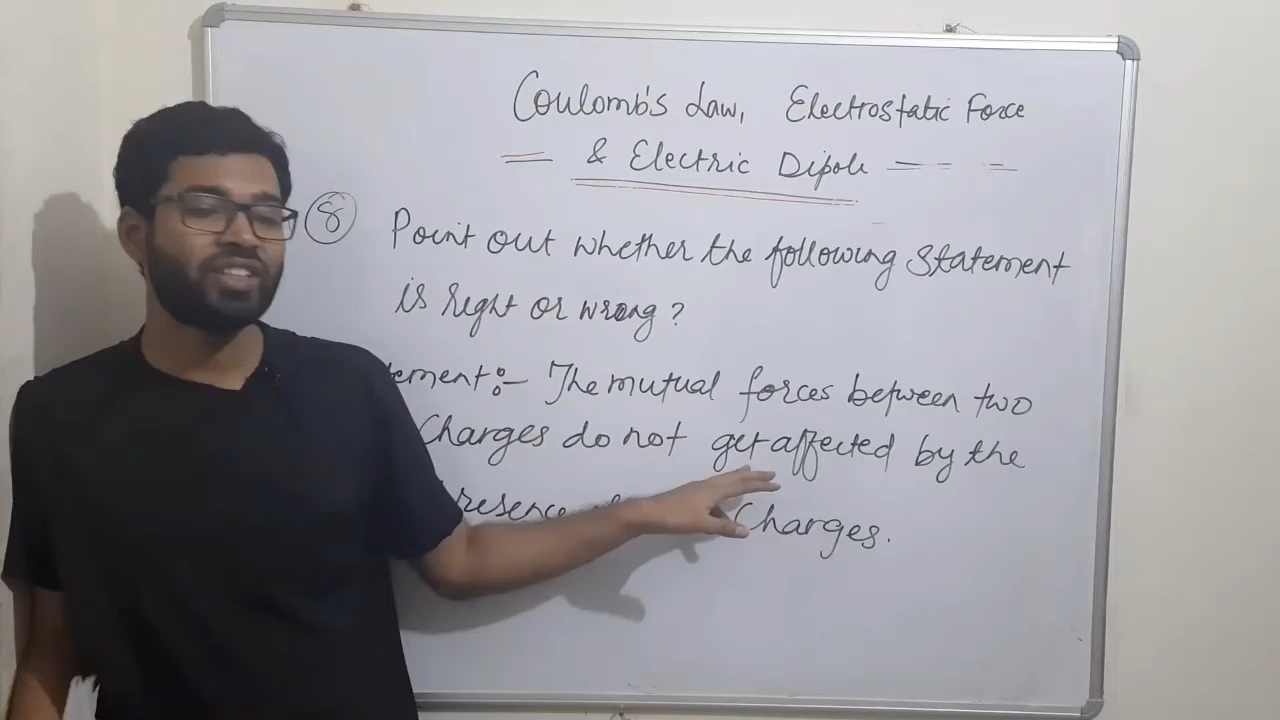 Coulomb's Law, Electrostatic Force
& Electric Dipole
8 Point out whether the following Statement
is right or wrong?
ement:- The mutual forces between two
Charges do not get affected by the
resence Charges.